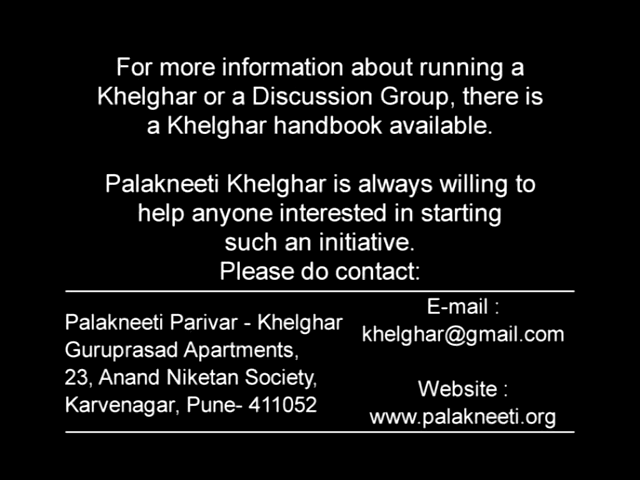 For more information about running a
Khelghar or a Discussion Group, there is
a Khelghar handbook available.
Palakneeti Khelghar is always willing to
help anyone interested in starting
such an initiative.
Please do contact:
Palakneeti Parivar - Khelghar
Guruprasad Apartments,
23, Anand Niketan Society,
Karvenagar, Pune- 411052
E-mail :
khelghar@gmail.com
Website :
www.palakneeti.org